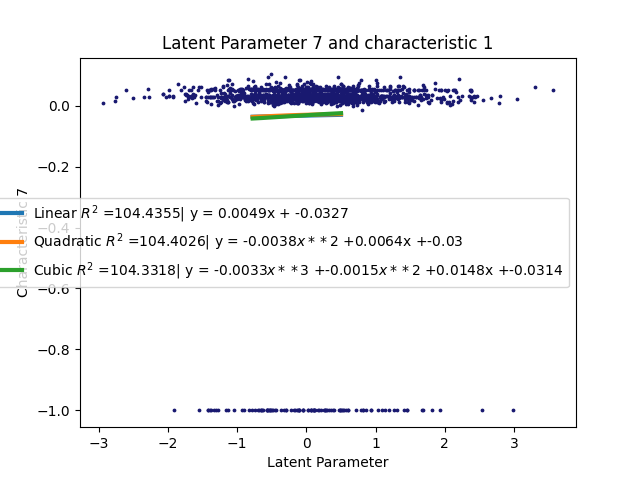 Latent Parameter 7 and characteristic 1
0.0
−0.2
−0.4
−0.6
−0.8
−1.0
Characteristic 7
Linear R² =104.4355| y = 0.0049x + -0.0327
Quadratic R² =104.4026| y = -0.0038x * * 2 +0.0064x +-0.03
Cubic R² =104.3318| y = -0.0033x * * 3 +-0.0015x * * 2 +0.0148x +-0.0314
−3 −2 −1 0 1 2 3
Latent Parameter